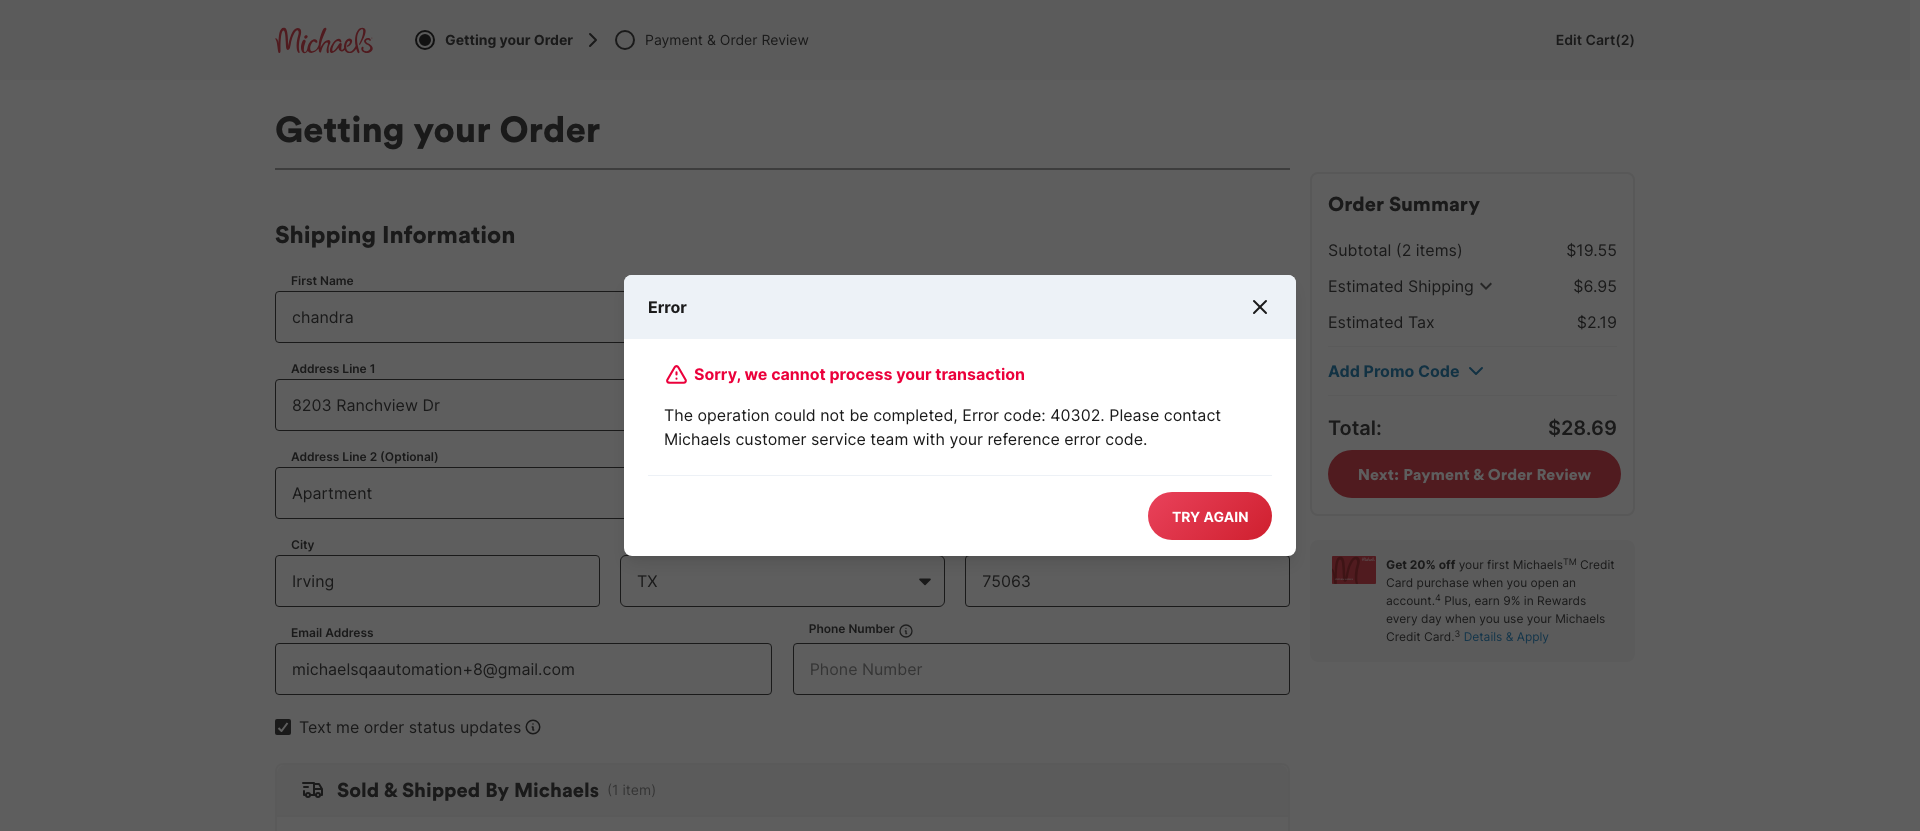 Michaels
Getting your Order
Payment & Order Review
Edit Cart(2)
Getting your Order
Shipping Information
First Name
chandra
Address Line 1
8203 Ranchview Dr
Address Line 2 (Optional)
Apartment
City
Irving
TX
75063
Email Address
michaelsqaautomation+8@gmail.com
Phone Number
Phone Number
Text me order status updates
Sold & Shipped By Michaels (1 item)
Error
Sorry, we cannot process your transaction
The operation could not be completed, Error code: 40302. Please contact
Michaels customer service team with your reference error code.
TRY AGAIN
Order Summary
Subtotal (2 items) $19.55
Estimated Shipping $6.95
Estimated Tax $2.19
Add Promo Code
Total: $28.69
Next: Payment & Order Review
Get 20% off your first Michaels™ Credit
Card purchase when you open an
account.⁴ Plus, earn 9% in Rewards
every day when you use your Michaels
Credit Card.³ Details & Apply